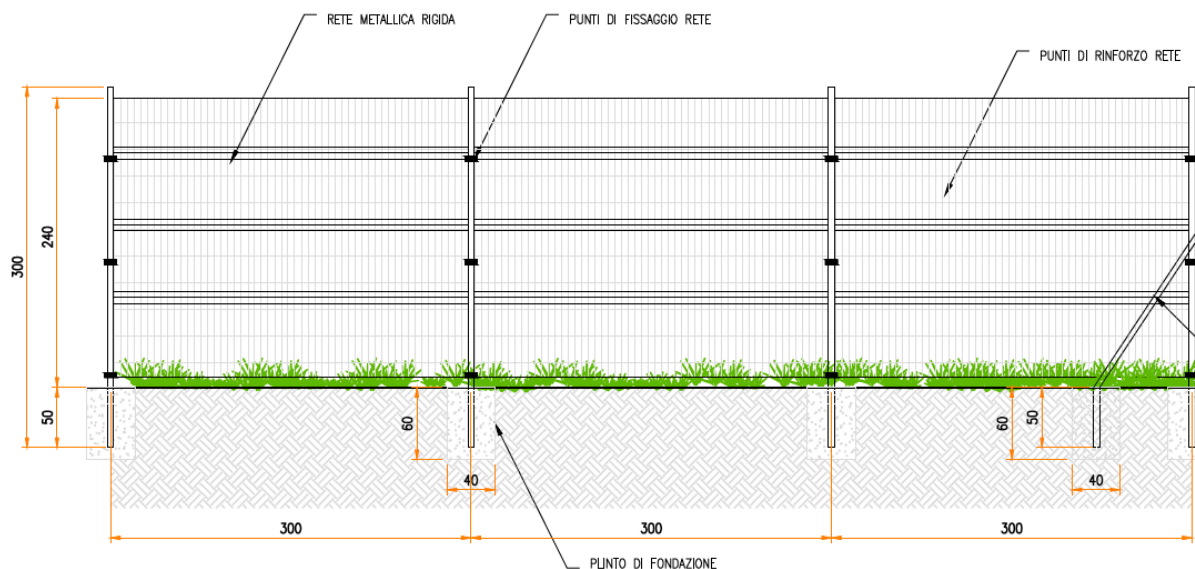 RETE METALLICA RIGIDA
PUNTI DI FISSAGGIO RETE
PUNTI DI RINFORZO RETE
300
240
50
60
40
60
50
40
300
300
300
PLINTO DI FONDAZIONE